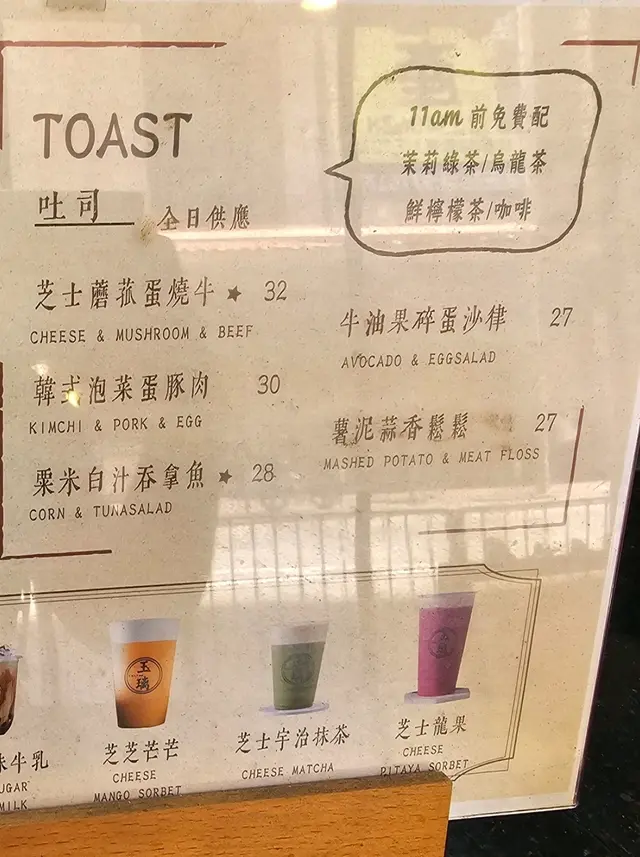 TOAST
吐司 全日供應
11am 前免費配
茉莉綠茶/烏龍茶
鮮檸檬茶/咖啡
芝士蘑菰蛋燒牛★ 32
CHEESE & MUSHROOM & BEEF
韓式泡菜蛋豚肉 30
KIMCHI & PORK & EGG
粟米白汁吞拿魚★ 28
CORN & TUNASALAD
牛油果碎蛋沙律 27
AVOCADO & EGGSALAD
薯泥蒜香鬆鬆 27
MASHED POTATO & MEAT FLOSS
玉璃
牛乳
UGAR
MILK
芝芝芒芒
CHEESE
MANGO SORBET
芝士宇治抹茶
CHEESE MATCHA
芝士龍果
CHEESE
PITAYA SORBET